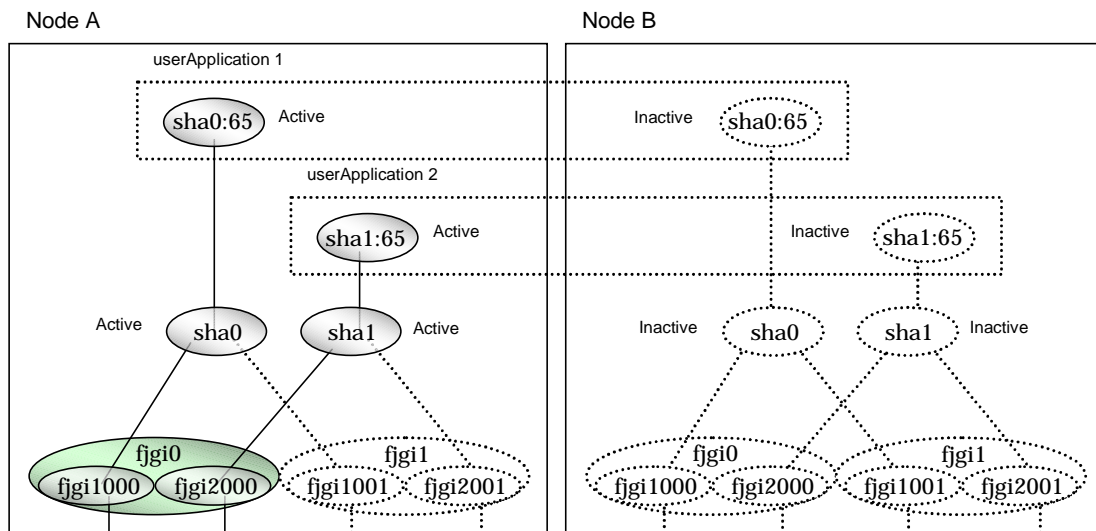 Node A
Node B
userApplication 1
sha0:65
Active
Inactive
sha0:65
userApplication 2
sha1:65
Active
Inactive
sha1:65
Active
sha0
sha1
Active
Inactive
sha0
sha1
Inactive
fjgi0
fjgi1
fjgi0
fjgi1
fjgi1000
fjgi2000
fjgi1001
fjgi2001
fjgi1000
fjgi2000
fjgi1001
fjgi2001